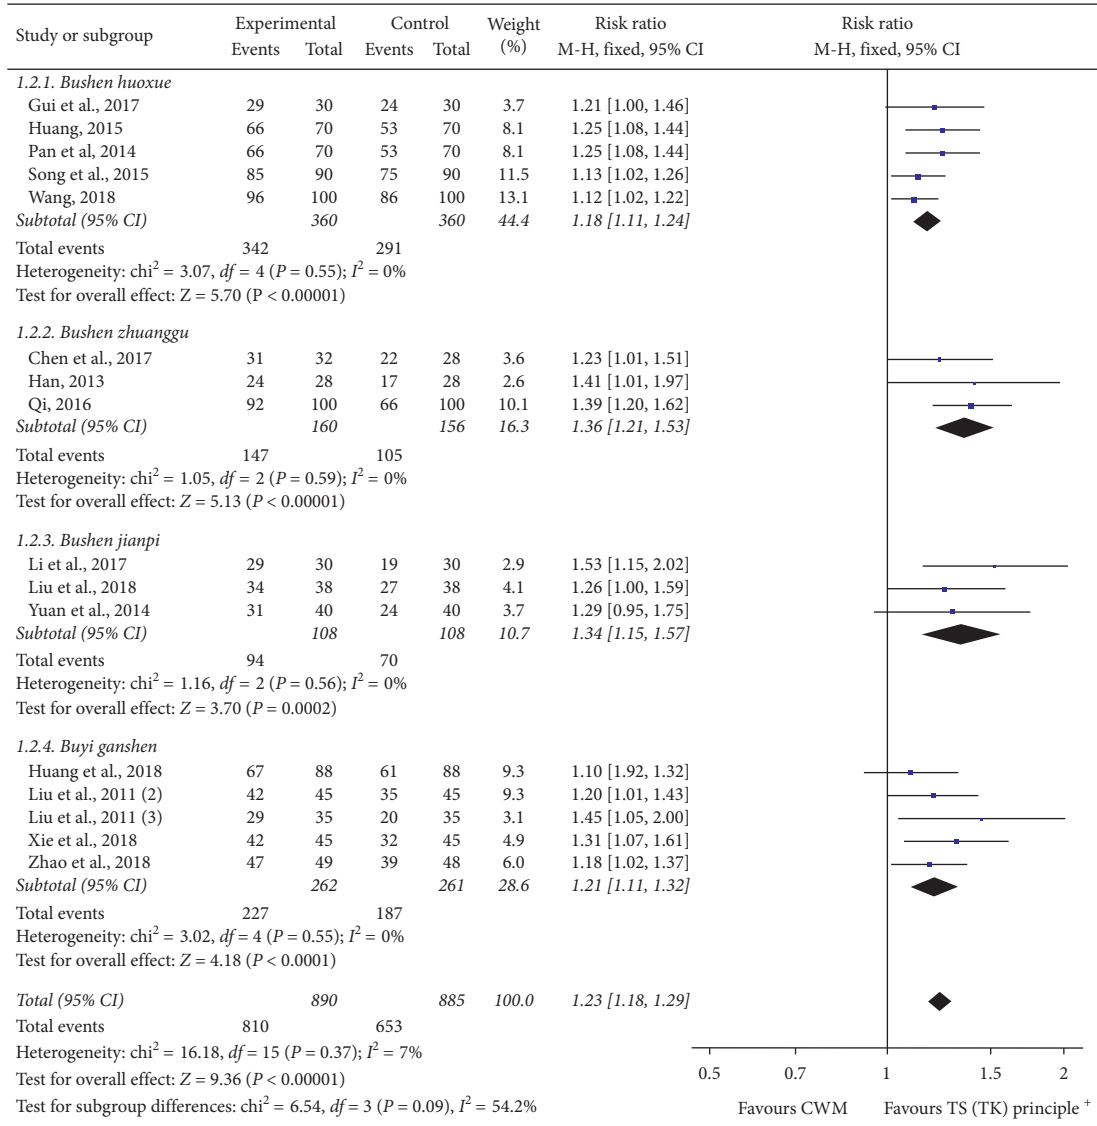 Study or subgroup Experimental Control Weight (%) Risk ratio Risk ratio
Events Total Events Total M-H, fixed, 95% CI M-H, fixed, 95% CI
1.2.1. Bushen huoxue
Gui et al., 2017 29 30 24 30 3.7 1.21 [1.00, 1.46]
Huang, 2015 66 70 53 70 8.1 1.25 [1.08, 1.44]
Pan et al, 2014 66 70 53 70 8.1 1.25 [1.08, 1.44]
Song et al., 2015 85 90 75 90 11.5 1.13 [1.02, 1.26]
Wang, 2018 96 100 86 100 13.1 1.12 [1.02, 1.22]
Subtotal (95% CI) 360 360 44.4 1.18 [1.11, 1.24]
Total events 342 291
Heterogeneity: chi² = 3.07, df = 4 (P = 0.55); I² = 0%
Test for overall effect: Z = 5.70 (P < 0.00001)
1.2.2. Bushen zhuanggu
Chen et al., 2017 31 32 22 28 3.6 1.23 [1.01, 1.51]
Han, 2013 24 28 17 28 2.6 1.41 [1.01, 1.97]
Qi, 2016 92 100 66 100 10.1 1.39 [1.20, 1.62]
Subtotal (95% CI) 160 156 16.3 1.36 [1.21, 1.53]
Total events 147 105
Heterogeneity: chi² = 1.05, df = 2 (P = 0.59); I² = 0%
Test for overall effect: Z = 5.13 (P < 0.00001)
1.2.3. Bushen jianpi
Li et al., 2017 29 30 19 30 2.9 1.53 [1.15, 2.02]
Liu et al., 2018 34 38 27 38 4.1 1.26 [1.00, 1.59]
Yuan et al., 2014 31 40 24 40 3.7 1.29 [0.95, 1.75]
Subtotal (95% CI) 108 108 10.7 1.34 [1.15, 1.57]
Total events 94 70
Heterogeneity: chi² = 1.16, df = 2 (P = 0.56); I² = 0%
Test for overall effect: Z = 3.70 (P = 0.0002)
1.2.4. Buyi ganshen
Huang et al., 2018 67 88 61 88 9.3 1.10 [1.92, 1.32]
Liu et al., 2011 (2) 42 45 35 45 9.3 1.20 [1.01, 1.43]
Liu et al., 2011 (3) 29 35 20 35 3.1 1.45 [1.05, 2.00]
Xie et al., 2018 42 45 32 45 4.9 1.31 [1.07, 1.61]
Zhao et al., 2018 47 49 39 48 6.0 1.18 [1.02, 1.37]
Subtotal (95% CI) 262 261 28.6 1.21 [1.11, 1.32]
Total events 227 187
Heterogeneity: chi² = 3.02, df = 4 (P = 0.55); I² = 0%
Test for overall effect: Z = 4.18 (P < 0.0001)
Total (95% CI) 890 885 100.0 1.23 [1.18, 1.29]
Total events 810 653
Heterogeneity: chi² = 16.18, df = 15 (P = 0.37); I² = 7%
Test for overall effect: Z = 9.36 (P < 0.00001)
Test for subgroup differences: chi² = 6.54, df = 3 (P = 0.09), I² = 54.2%
0.5 0.7 1 1.5 2
Favours CWM Favours TS (TK) principle ⁺